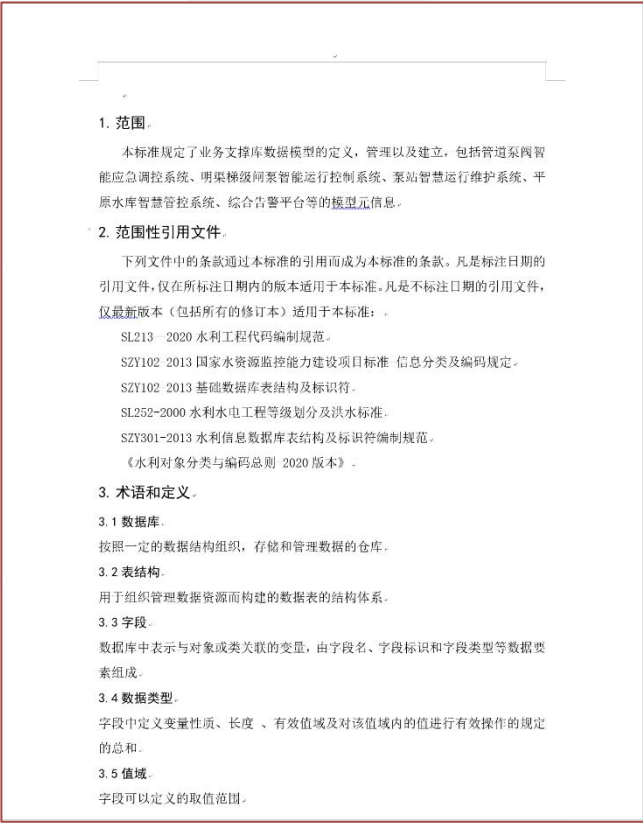 1. 范围
本标准规定了业务支撑库数据模型的定义，管理以及建立，包括管道泵阀智
能应急调控系统、明渠梯级闸泵智能运行控制系统、泵站智慧运行维护系统、平
原水库智慧管控系统、综合告警平台等的模型元信息。
2. 范围性引用文件
下列文件中的条款通过本标准的引用而成为本标准的条款。凡是标注日期的
引用文件，仅在所标注日期内的版本适用于本标准。凡是不标注日期的引用文件，
仅最新版本（包括所有的修订本）适用于本标准：
SL213—2020 水利工程代码编制规范
SZY102-2013 国家水资源监控能力建设项目标准 信息分类及编码规定
SZY102-2013 基础数据库表结构及标识符
SL252-2000 水利水电工程等级划分及洪水标准
SZY301-2013 水利信息数据库表结构及标识符编制规范
《水利对象分类与编码总则 2020 版本》
3. 术语和定义
3.1 数据库
按照一定的数据结构组织，存储和管理数据的仓库
3.2 表结构
用于组织管理数据资源而构建的数据表的结构体系
3.3 字段
数据库中表示与对象或类关联的变量，由字段名、字段标识和字段类型等数据要
素组成
3.4 数据类型
字段中定义变量性质、长度 、有效值域及对该值域内的值进行有效操作的规定
的总和
3.5 值域
字段可以定义的取值范围